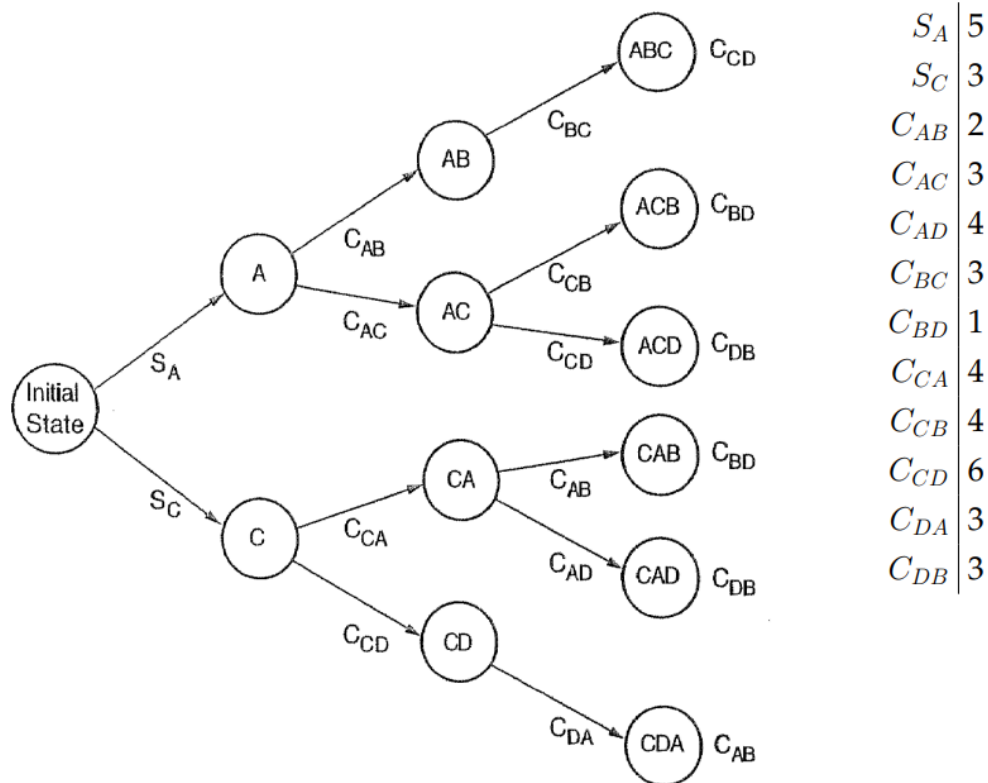 ABC C_CD
C_BC
AB
ACB C_BD
C_AB
C_CB
A
AC
C_AC
C_CD
ACD C_DB
S_A
Initial
State
CAB C_BD
C_AB
CA
S_C
C_CA
C
C_AD
CAD C_DB
C_CD
CD
C_DA
CDA C_AB
S_A 5
S_C 3
C_AB 2
C_AC 3
C_AD 4
C_BC 3
C_BD 1
C_CA 4
C_CB 4
C_CD 6
C_DA 3
C_DB 3